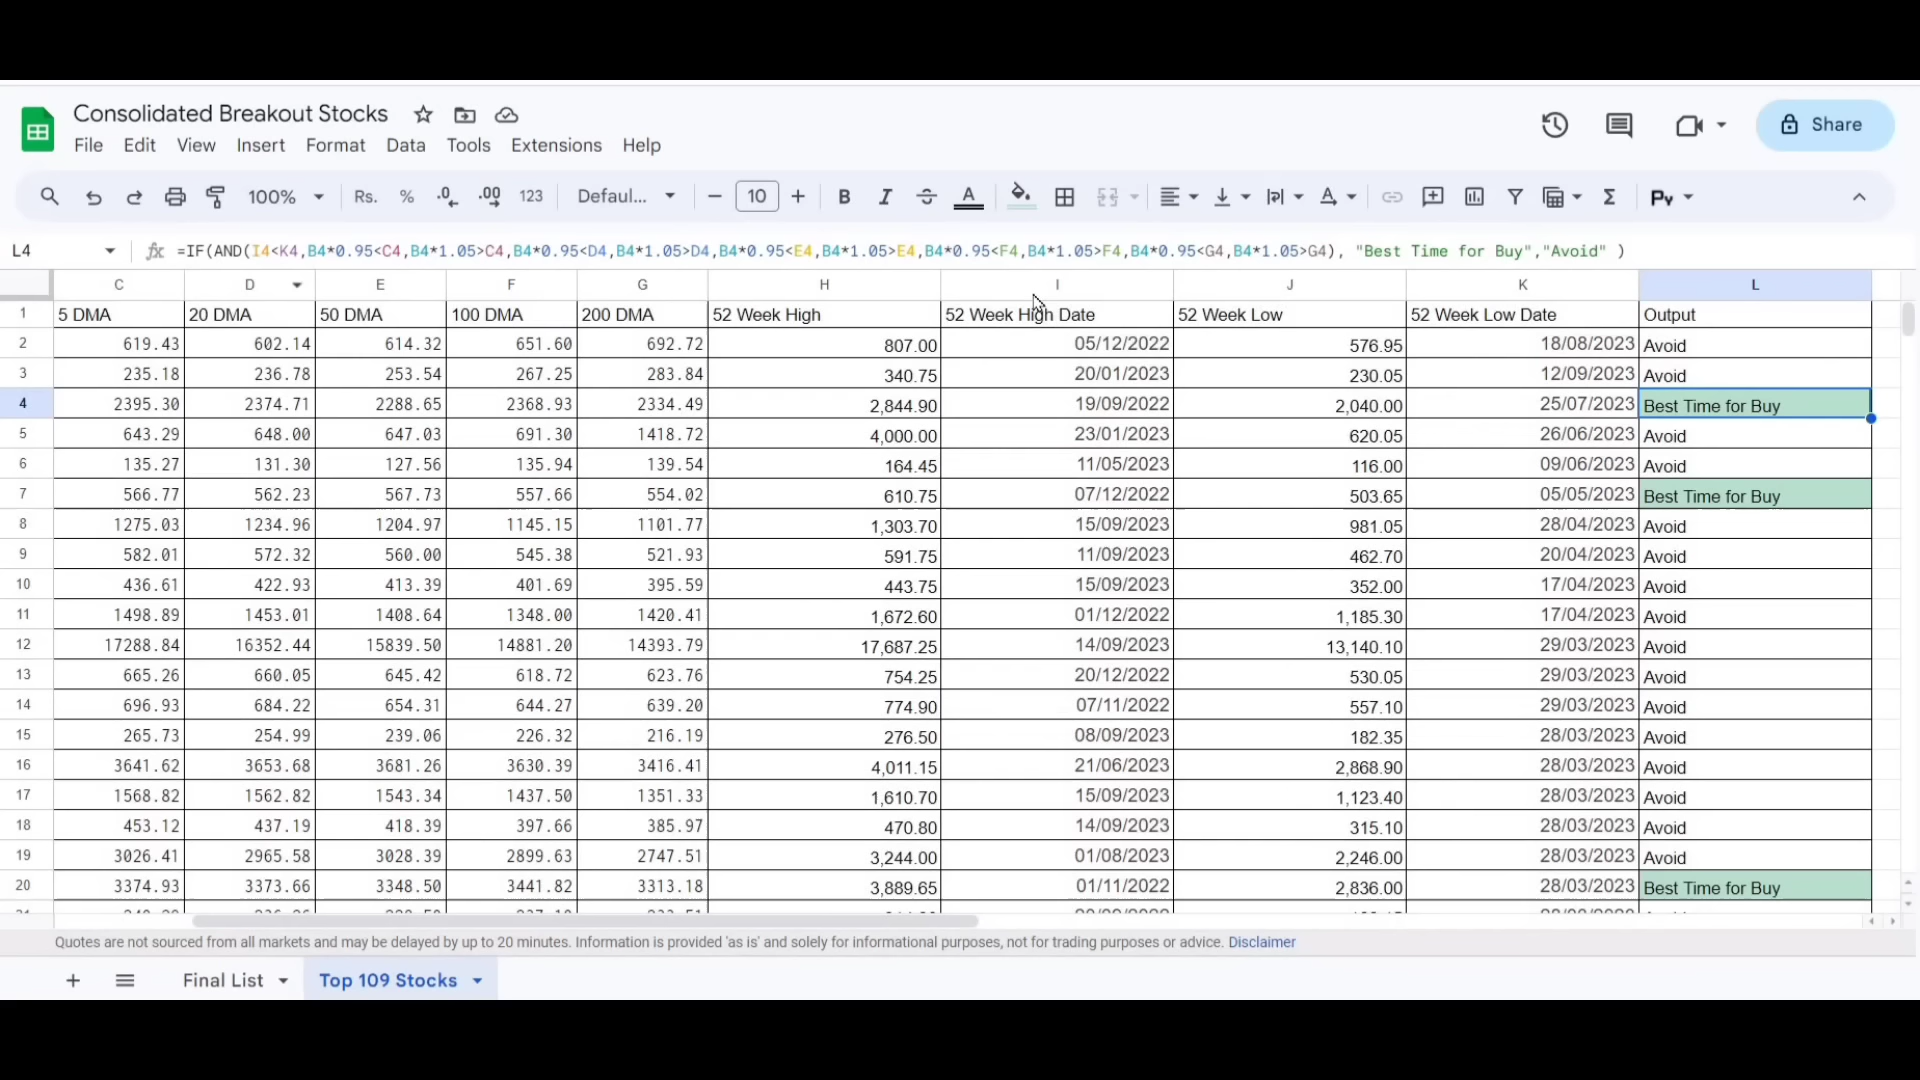 Consolidated Breakout Stocks
File Edit View Insert Format Data Tools Extensions Help
Share
100% Rs. % .0 .00 123 Defaul... 10 B I A Σ Py
L4 fx =IF(AND(I4<K4,B4*0.95<C4,B4*1.05>C4,B4*0.95<D4,B4*1.05>D4,B4*0.95<E4,B4*1.05>E4,B4*0.95<F4,B4*1.05>F4,B4*0.95<G4,B4*1.05>G4), "Best Time for Buy","Avoid" )
C D E F G H I J K L
1 5 DMA 20 DMA 50 DMA 100 DMA 200 DMA 52 Week High 52 Week High Date 52 Week Low 52 Week Low Date Output
2 619.43 602.14 614.32 651.60 692.72 807.00 05/12/2022 576.95 18/08/2023 Avoid
3 235.18 236.78 253.54 267.25 283.84 340.75 20/01/2023 230.05 12/09/2023 Avoid
4 2395.30 2374.71 2288.65 2368.93 2334.49 2,844.90 19/09/2022 2,040.00 25/07/2023 Best Time for Buy
5 643.29 648.00 647.03 691.30 1418.72 4,000.00 23/01/2023 620.05 26/06/2023 Avoid
6 135.27 131.30 127.56 135.94 139.54 164.45 11/05/2023 116.00 09/06/2023 Avoid
7 566.77 562.23 567.73 557.66 554.02 610.75 07/12/2022 503.65 05/05/2023 Best Time for Buy
8 1275.03 1234.96 1204.97 1145.15 1101.77 1,303.70 15/09/2023 981.05 28/04/2023 Avoid
9 582.01 572.32 560.00 545.38 521.93 591.75 11/09/2023 462.70 20/04/2023 Avoid
10 436.61 422.93 413.39 401.69 395.59 443.75 15/09/2023 352.00 17/04/2023 Avoid
11 1498.89 1453.01 1408.64 1348.00 1420.41 1,672.60 01/12/2022 1,185.30 17/04/2023 Avoid
12 17288.84 16352.44 15839.50 14881.20 14393.79 17,687.25 14/09/2023 13,140.10 29/03/2023 Avoid
13 665.26 660.05 645.42 618.72 623.76 754.25 20/12/2022 530.05 29/03/2023 Avoid
14 696.93 684.22 654.31 644.27 639.20 774.90 07/11/2022 557.10 29/03/2023 Avoid
15 265.73 254.99 239.06 226.32 216.19 276.50 08/09/2023 182.35 28/03/2023 Avoid
16 3641.62 3653.68 3681.26 3630.39 3416.41 4,011.15 21/06/2023 2,868.90 28/03/2023 Avoid
17 1568.82 1562.82 1543.34 1437.50 1351.33 1,610.70 15/09/2023 1,123.40 28/03/2023 Avoid
18 453.12 437.19 418.39 397.66 385.97 470.80 14/09/2023 315.10 28/03/2023 Avoid
19 3026.41 2965.58 3028.39 2899.63 2747.51 3,244.00 01/08/2023 2,246.00 28/03/2023 Avoid
20 3374.93 3373.66 3348.50 3441.82 3313.18 3,889.65 01/11/2022 2,836.00 28/03/2023 Best Time for Buy
Quotes are not sourced from all markets and may be delayed by up to 20 minutes. Information is provided 'as is' and solely for informational purposes, not for trading purposes or advice. Disclaimer
Final List Top 109 Stocks